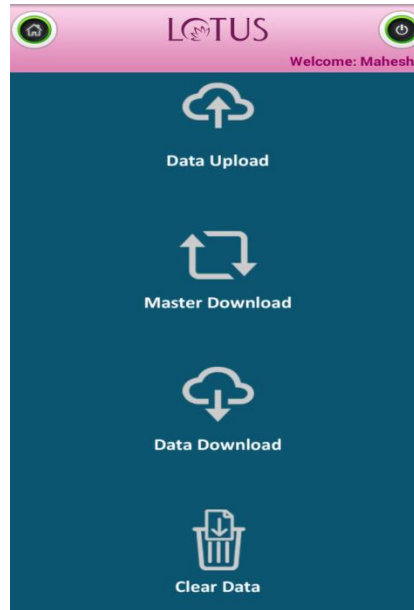 LOTUS
Welcome: Mahesh
Data Upload
Master Download
Data Download
Clear Data